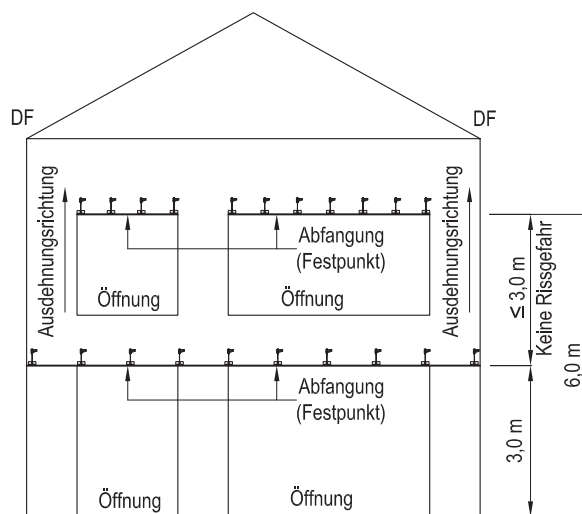 DF
DF
Ausdehnungsrichtung
Ausdehnungsrichtung
Abfangung
(Festpunkt)
Öffnung
Öffnung
≤ 3,0 m
Keine Rissgefahr
6,0 m
Abfangung
(Festpunkt)
3,0 m
Öffnung
Öffnung